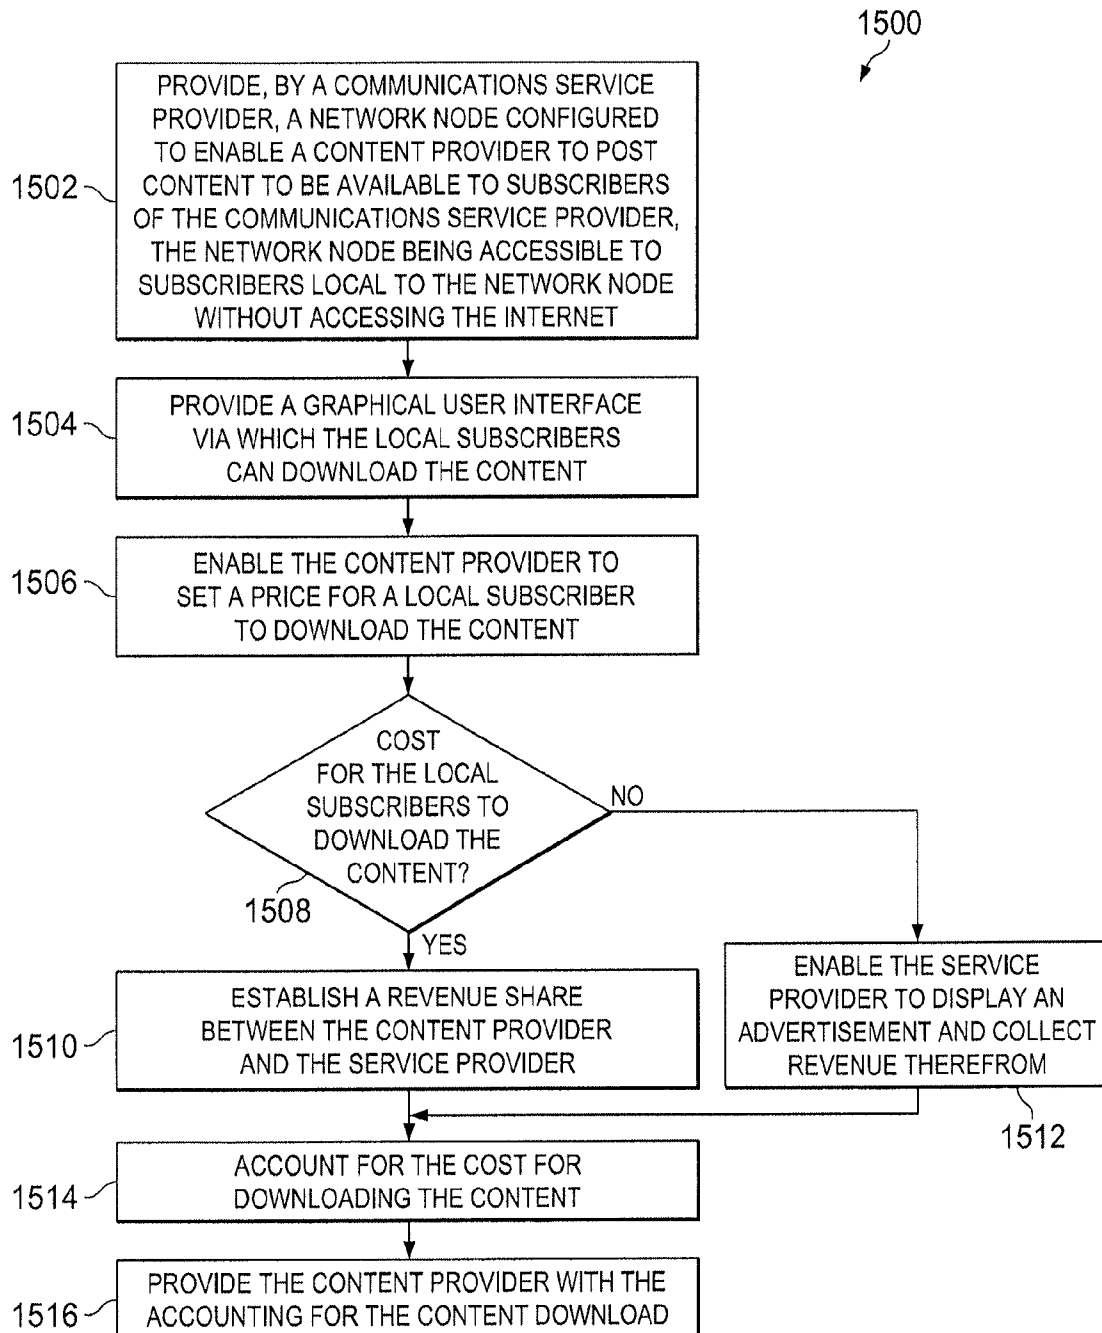 1500
1502
PROVIDE, BY A COMMUNICATIONS SERVICE
PROVIDER, A NETWORK NODE CONFIGURED
TO ENABLE A CONTENT PROVIDER TO POST
CONTENT TO BE AVAILABLE TO SUBSCRIBERS
OF THE COMMUNICATIONS SERVICE PROVIDER,
THE NETWORK NODE BEING ACCESSIBLE TO
SUBSCRIBERS LOCAL TO THE NETWORK NODE
WITHOUT ACCESSING THE INTERNET
1504
PROVIDE A GRAPHICAL USER INTERFACE
VIA WHICH THE LOCAL SUBSCRIBERS
CAN DOWNLOAD THE CONTENT
1506
ENABLE THE CONTENT PROVIDER TO
SET A PRICE FOR A LOCAL SUBSCRIBER
TO DOWNLOAD THE CONTENT
COST
FOR THE LOCAL
SUBSCRIBERS TO
DOWNLOAD THE
CONTENT?
1508
NO
YES
1510
ESTABLISH A REVENUE SHARE
BETWEEN THE CONTENT PROVIDER
AND THE SERVICE PROVIDER
ENABLE THE SERVICE
PROVIDER TO DISPLAY AN
ADVERTISEMENT AND COLLECT
REVENUE THEREFROM
1512
1514
ACCOUNT FOR THE COST FOR
DOWNLOADING THE CONTENT
1516
PROVIDE THE CONTENT PROVIDER WITH THE
ACCOUNTING FOR THE CONTENT DOWNLOAD